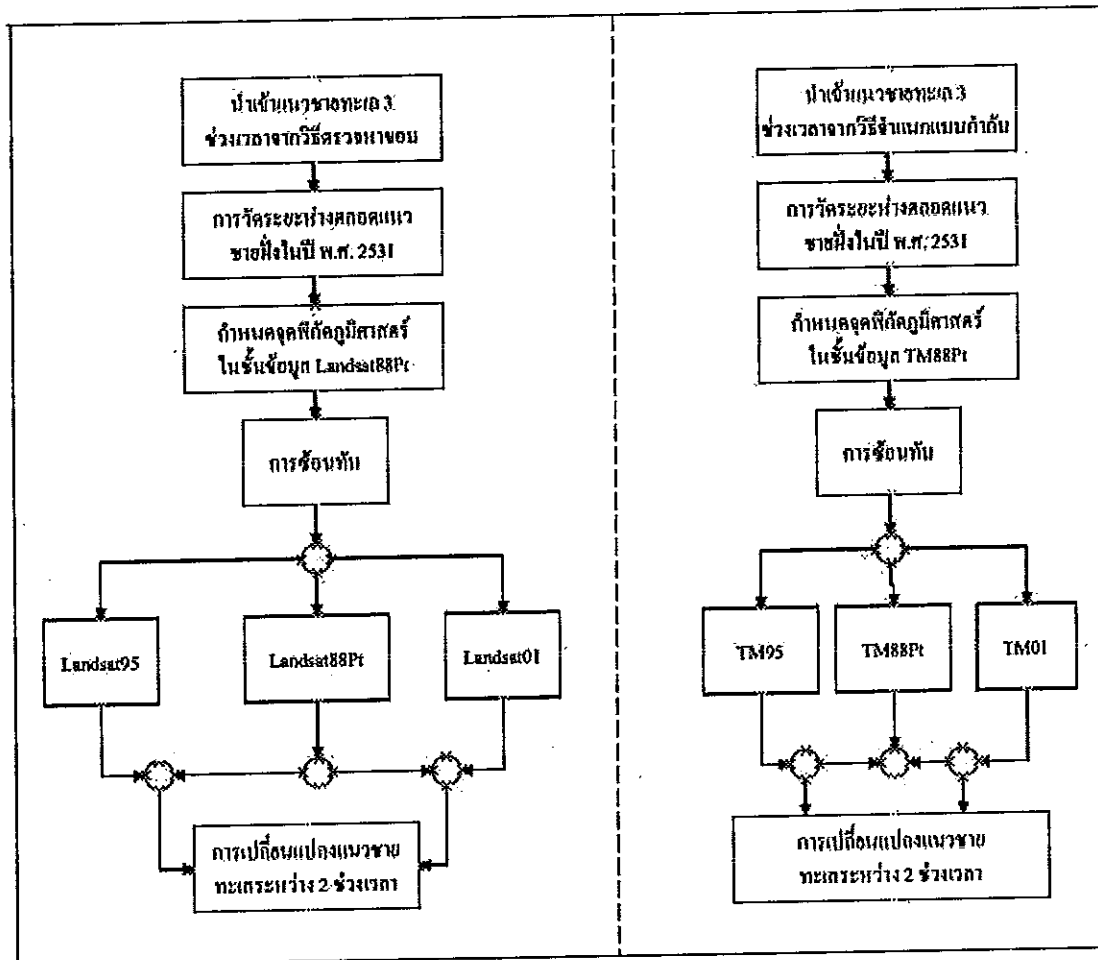 นำเข้าแนวชายทะเล 3
ช่วงเวลาจากวิธีตรวจหาขอบ
การวัดระยะห่างตลอดแนว
ชายฝั่งในปี พ.ศ. 2531
กำหนดจุดพิกัดภูมิศาสตร์
ในชั้นข้อมูล Landsat88Pt
การซ้อนทับ
Landsat95
Landsat88Pt
Landsat01
การเปลี่ยนแปลงแนวชาย
ทะเลระหว่าง 2 ช่วงเวลา
นำเข้าแนวชายทะเล 3
ช่วงเวลาจากวิธีจำแนกแบบกำกับ
การวัดระยะห่างตลอดแนว
ชายฝั่งในปี พ.ศ. 2531
กำหนดจุดพิกัดภูมิศาสตร์
ในชั้นข้อมูล TM88Pt
การซ้อนทับ
TM95
TM88Pt
TM01
การเปลี่ยนแปลงแนวชาย
ทะเลระหว่าง 2 ช่วงเวลา